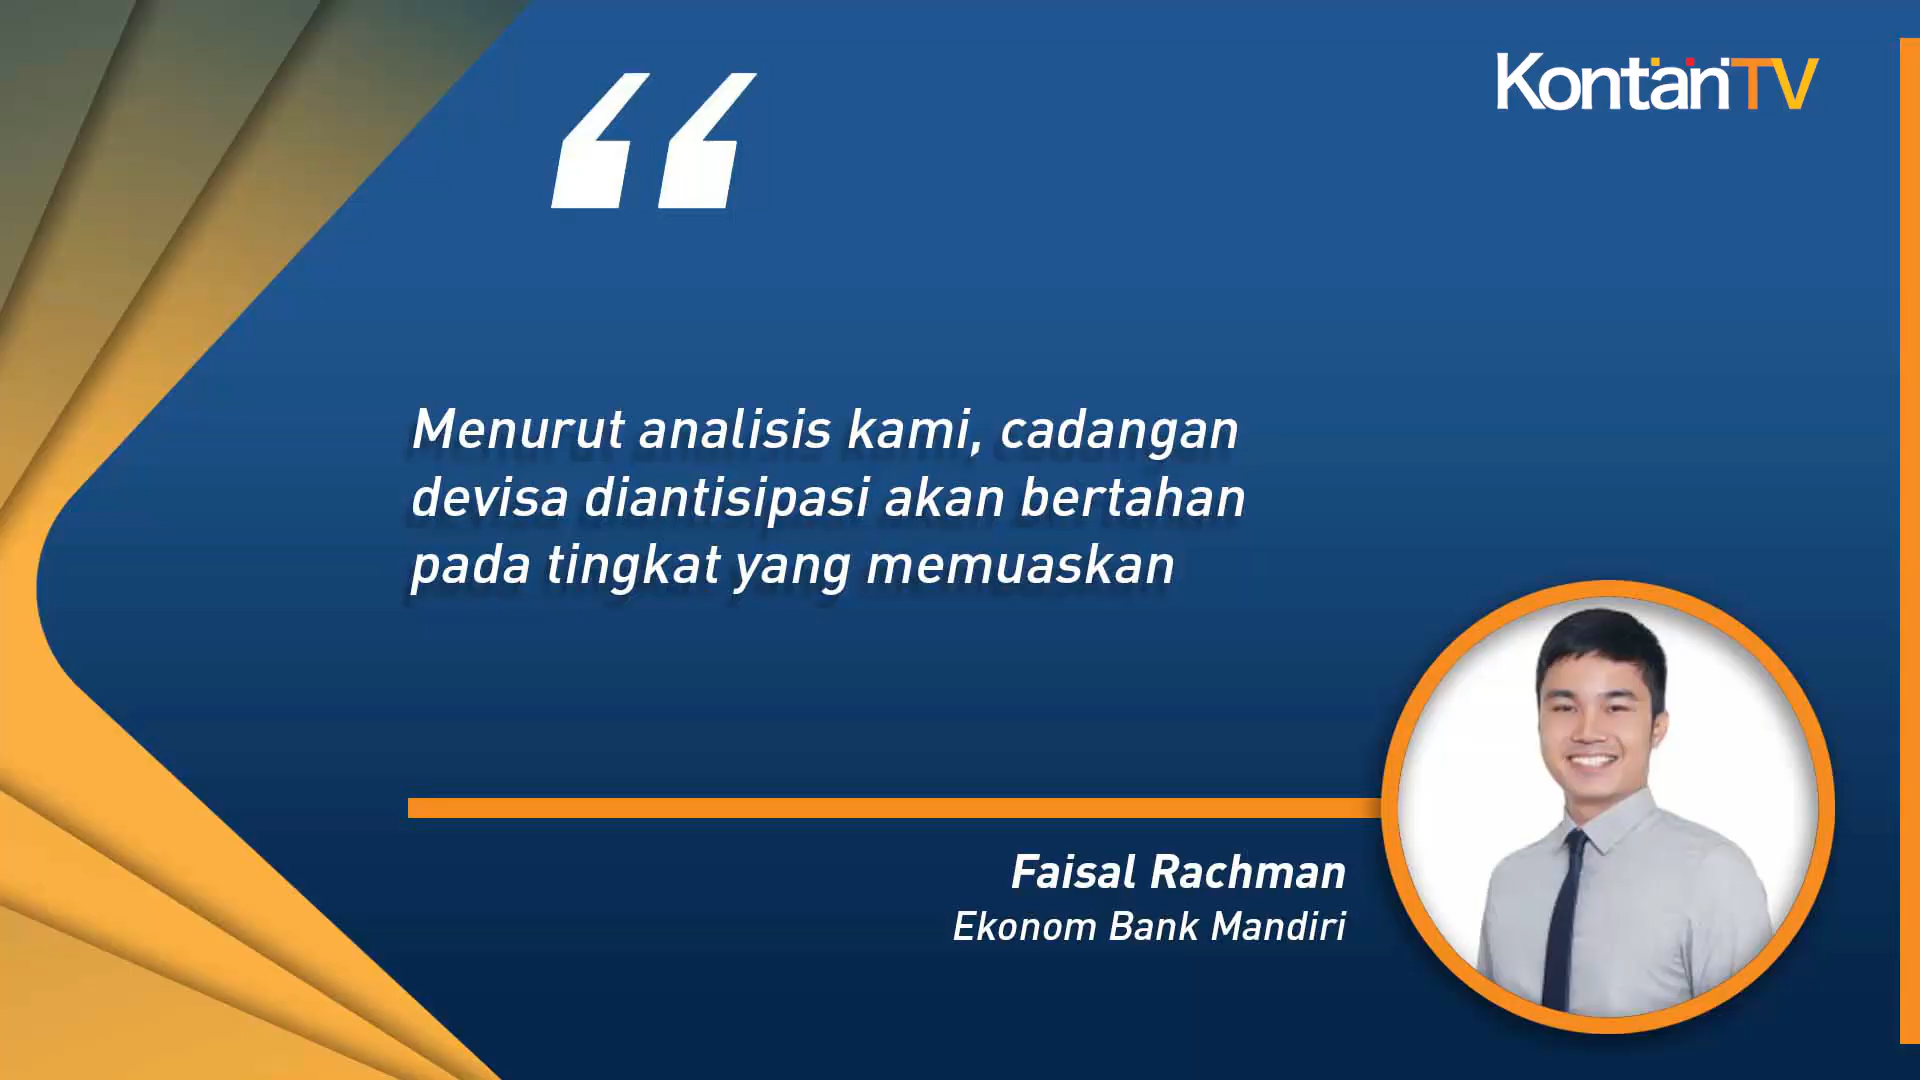 KontanTV
“
Menurut analisis kami, cadangan
devisa diantisipasi akan bertahan
pada tingkat yang memuaskan
Faisal Rachman
Ekonom Bank Mandiri